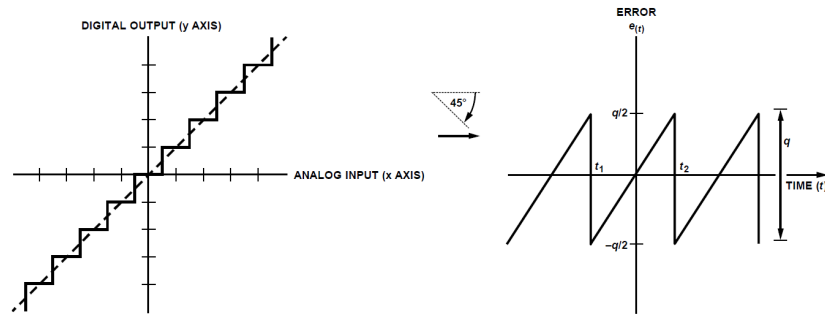 DIGITAL OUTPUT (y AXIS)
ANALOG INPUT (x AXIS)
45°
ERROR
e(t)
q/2
q
t1
t2
TIME (t)
–q/2